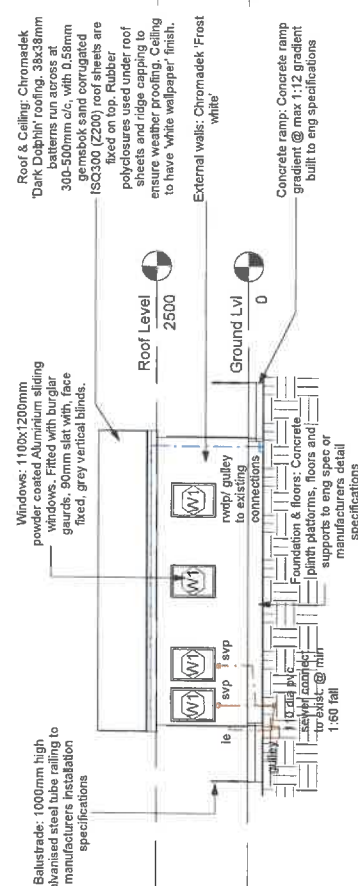 Balustrade: 1000mm high
galvanised steel tube railing to
manufacturers installation
specifications
Windows: 1100x1200mm
powder coated Aluminium sliding
windows. Fitted with burglar
gaurds. 90mm slat with, face
fixed, grey vertical blinds.
Roof & Ceiling: Chromadek
'Dark Dolphin' roofing. 38x38mm
batterns run across at
300-500mm c/c, with 0.58mm
gemsbok sand corrugated
ISQ300 (Z200) roof sheets are
fixed on top. Rubber
polyclosures used under roof
sheets and ridge capping to
ensure weather proofing. Ceiling
to have 'white wallpaper' finish.
External walls: Chromadek 'Frost
white'
Concrete ramp: Concrete ramp
gradient @ max 1:12 gradient
built to eng specifications
Roof Level
2500
Ground Lvl
0
W1
W1
W1
W1
svp
svp
ie
rwdp/ gulley
to existing
connections
gulley
dia pvc
sewer connect
to exist. @ min
1:60 fall
Foundation & floors: Concrete
plinth platforms, floors and
supports to eng spec or
manufacturers detail
specifications